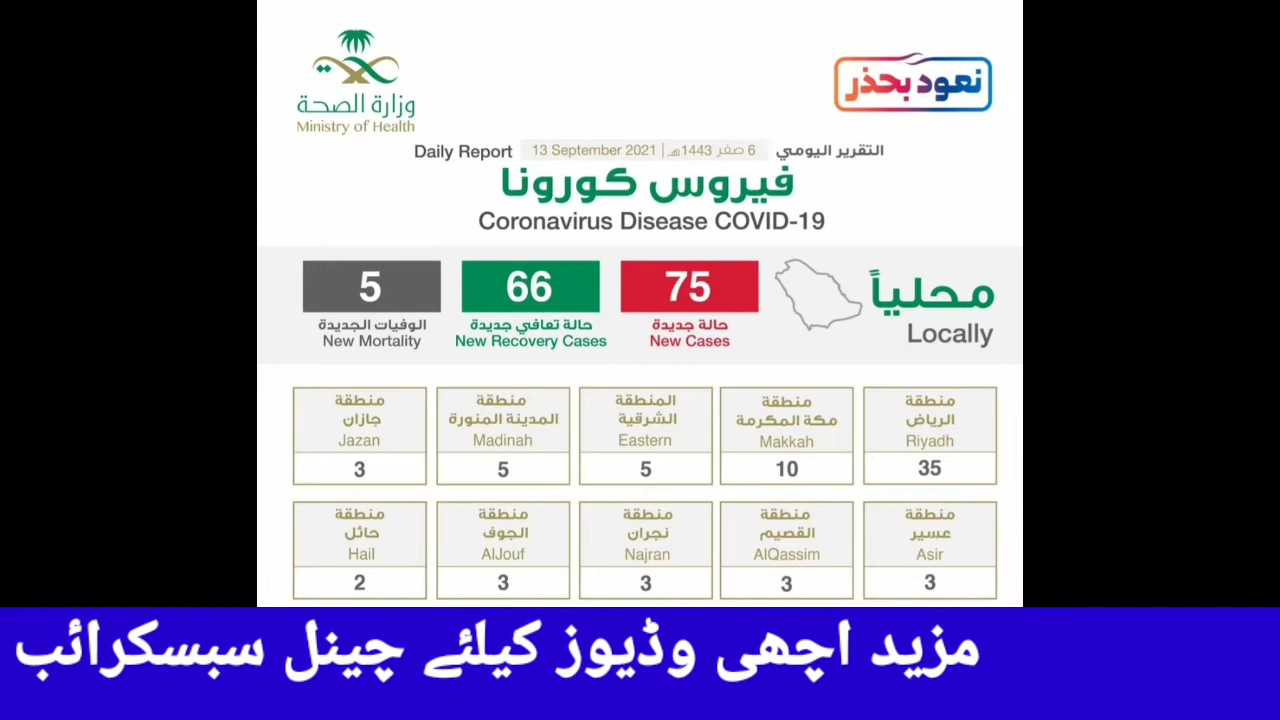 وزارة الصحة
Ministry of Health
نعود بحذر
Daily Report 13 September 2021 | 6 صفر 1443هـ التقرير اليومي
فيروس كورونا
Coronavirus Disease COVID-19
محلياً
Locally
75
حالة جديدة
New Cases
66
حالة تعافي جديدة
New Recovery Cases
5
الوفيات الجديدة
New Mortality
منطقة
الرياض
Riyadh
35
منطقة
مكة المكرمة
Makkah
10
المنطقة
الشرقية
Eastern
5
منطقة
المدينة المنورة
Madinah
5
منطقة
جازان
Jazan
3
منطقة
عسير
Asir
3
منطقة
القصيم
AlQassim
3
منطقة
نجران
Najran
3
منطقة
الجوف
AlJouf
3
منطقة
حائل
Hail
2
مزید اچھی وڈیوز کیلئے چینل سبسکرائب